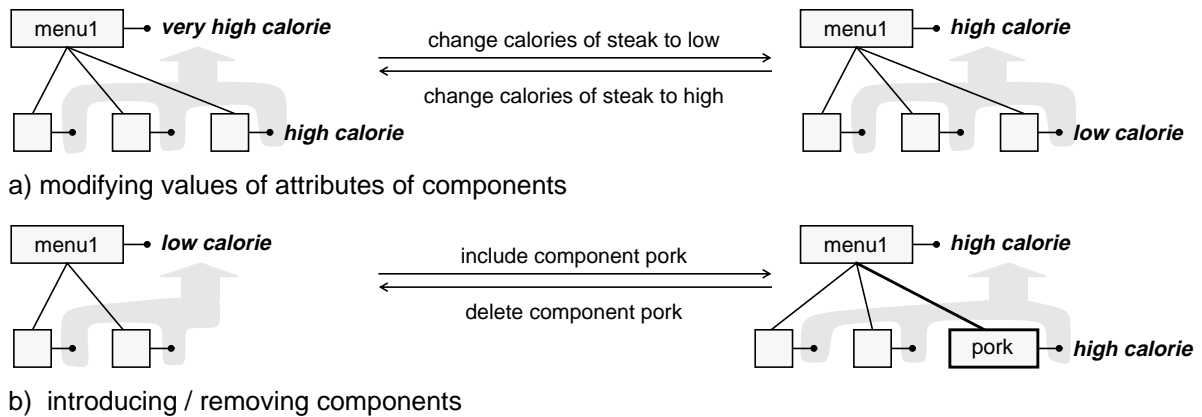 menu1 very high calorie
change calories of steak to low
menu1 high calorie
change calories of steak to high
high calorie
low calorie
a) modifying values of attributes of components
menu1 low calorie
include component pork
menu1 high calorie
delete component pork
pork high calorie
b) introducing / removing components